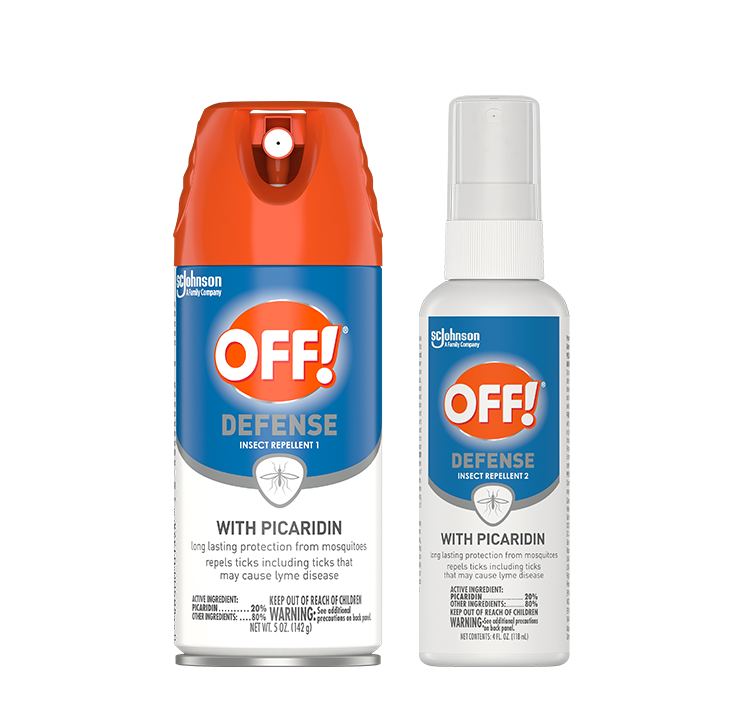 SC Johnson
A Family Company
OFF!®
DEFENSE
INSECT REPELLENT 1
WITH PICARIDIN
long lasting protection from mosquitoes
repels ticks including ticks that
may cause lyme disease
ACTIVE INGREDIENT:
PICARIDIN............20%
OTHER INGREDIENTS:....80%
KEEP OUT OF REACH OF CHILDREN
WARNING: See additional
precautions on back panel.
NET WT. 5 OZ. (142 g)
SC Johnson
A Family Company
OFF!®
DEFENSE
INSECT REPELLENT 2
WITH PICARIDIN
long lasting protection from mosquitoes
repels ticks including ticks
that may cause lyme disease
ACTIVE INGREDIENT:
PICARIDIN................20%
OTHER INGREDIENTS:.......80%
KEEP OUT OF REACH OF CHILDREN
WARNING: See additional precautions
on back panel.
NET CONTENTS: 4 FL. OZ. (118 mL)